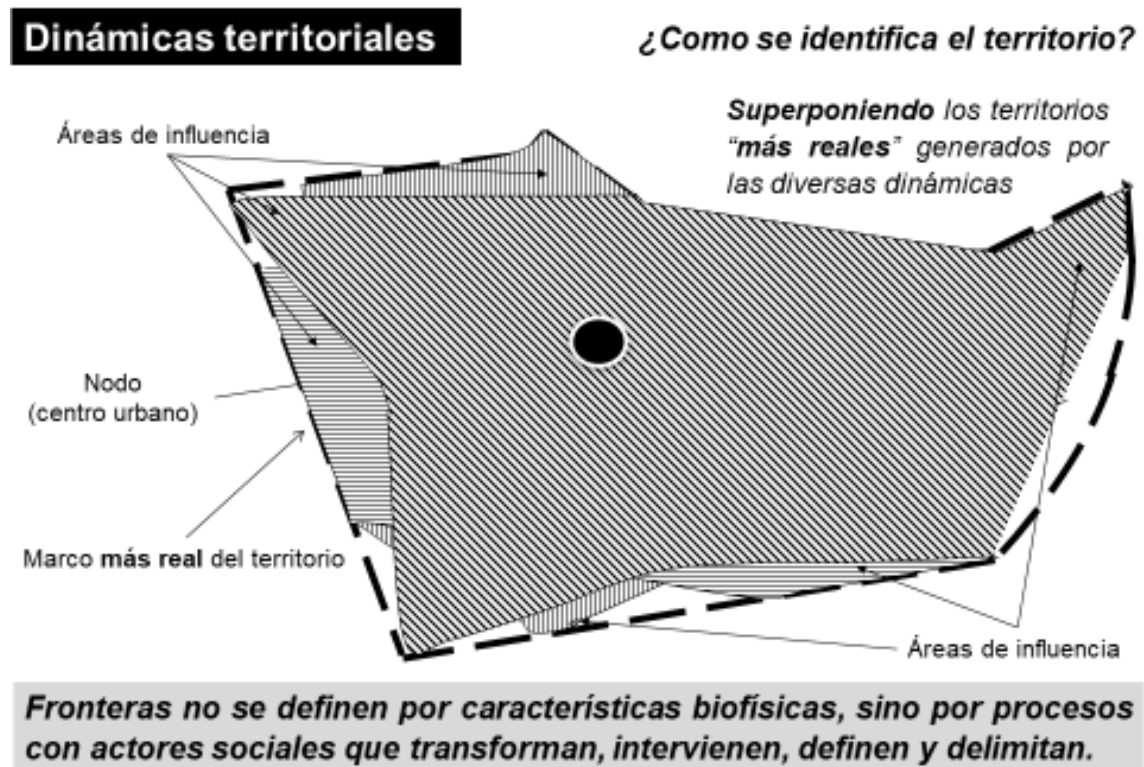 Dinámicas territoriales
¿Como se identifica el territorio?
Superponiendo los territorios
“más reales” generados por
las diversas dinámicas
Áreas de influencia
Nodo
(centro urbano)
Marco más real del territorio
Áreas de influencia
Fronteras no se definen por características biofísicas, sino por procesos
con actores sociales que transforman, intervienen, definen y delimitan.